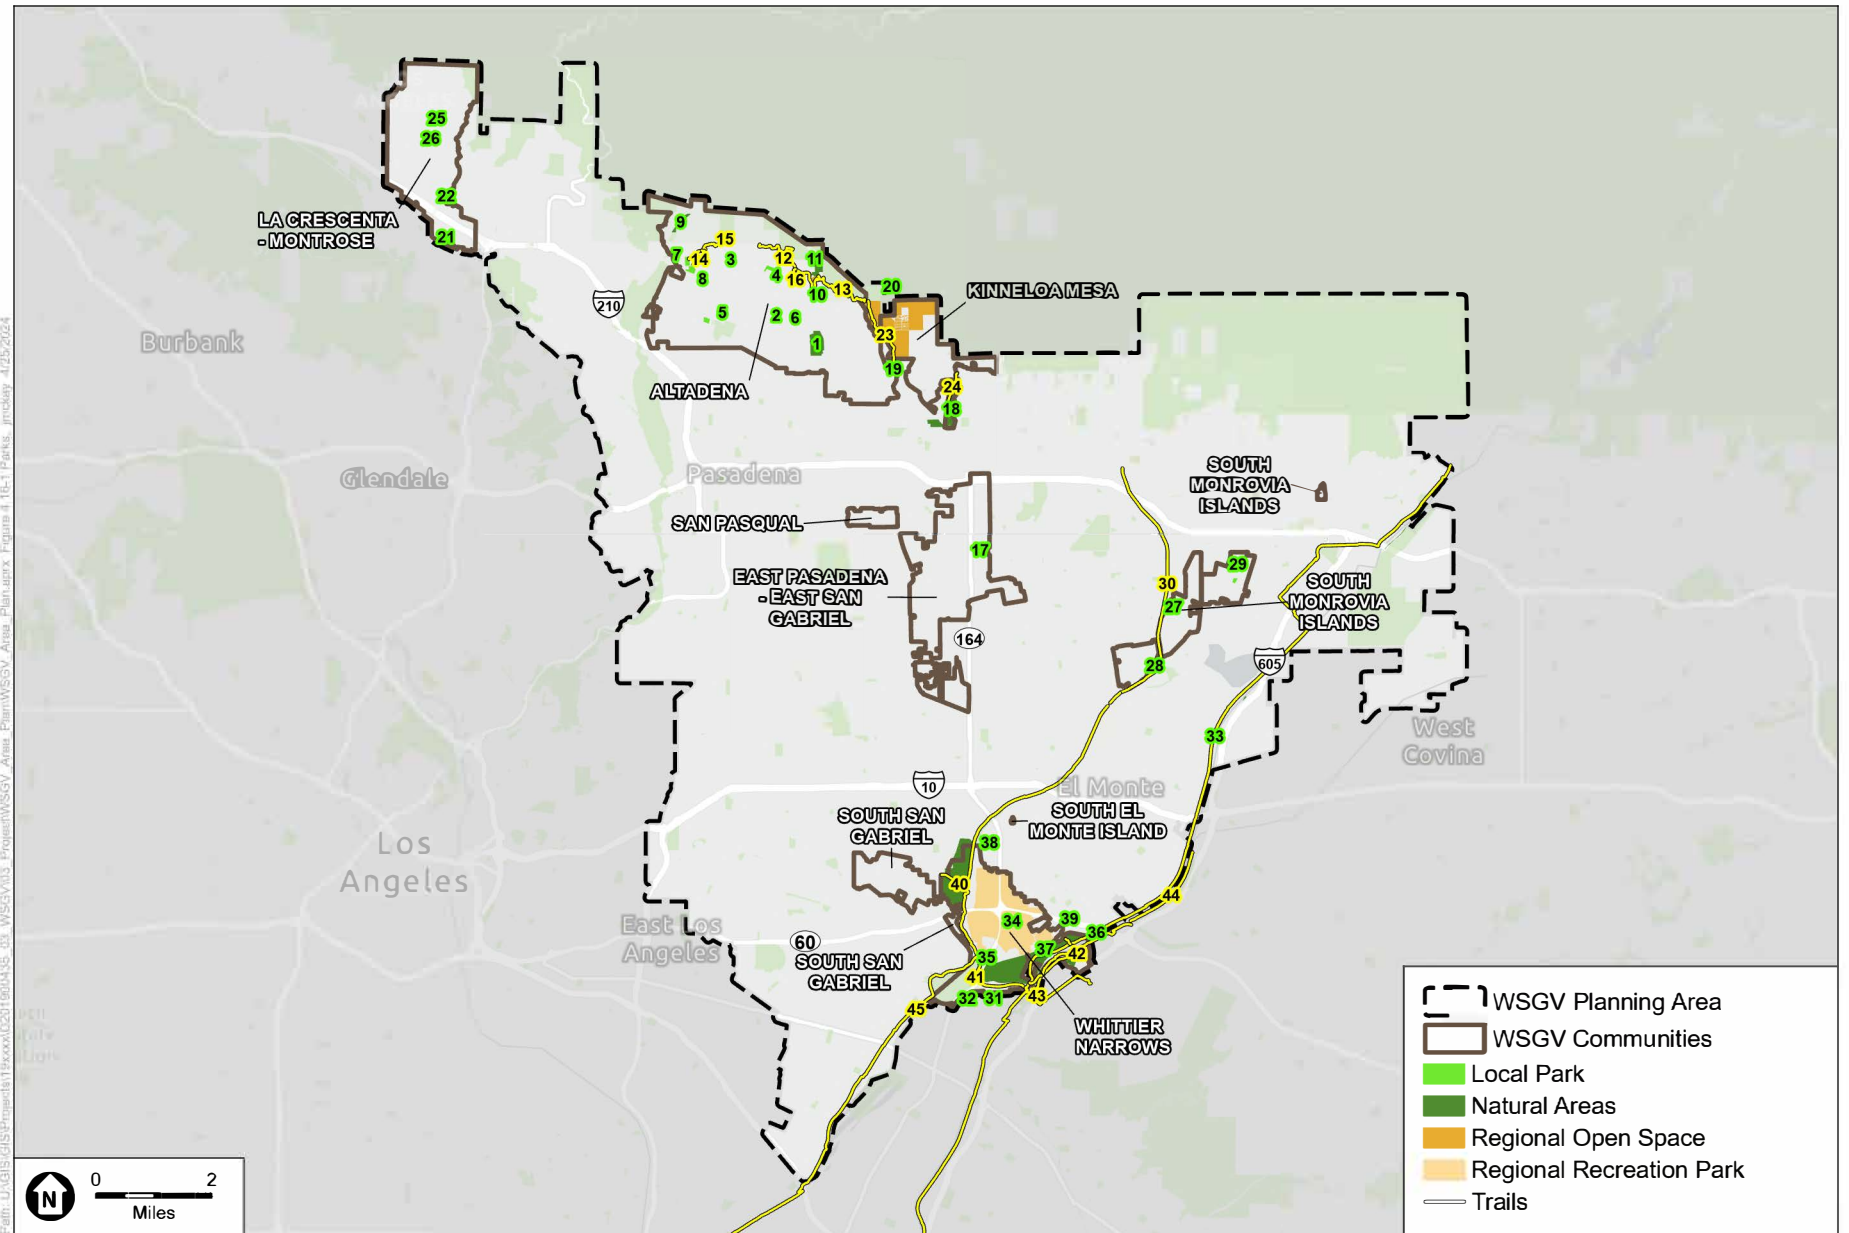 25
26
22
LA CRESCENTA
- MONTROSE
21
9
15
7
14
3
12
11
8
4
16
10
13
20
KINNELOA MESA
210
5
2
6
1
23
19
Burbank
ALTADENA
24
18
Glendale
Pasadena
SOUTH
MONROVIA
ISLANDS
SAN PASQUAL
17
EAST PASADENA
- EAST SAN
GABRIEL
30
29
27
SOUTH
MONROVIA
ISLANDS
164
28
605
33
West
Covina
10
El Monte
SOUTH SAN
GABRIEL
SOUTH EL
MONTE ISLAND
38
Los
Angeles
40
44
34
39
36
East Los
Angeles
60
37
42
SOUTH SAN
GABRIEL
35
41
43
32
31
45
WHITTIER
NARROWS
WSGV Planning Area
WSGV Communities
Local Park
Natural Areas
Regional Open Space
Regional Recreation Park
Trails
N
0
2
Miles